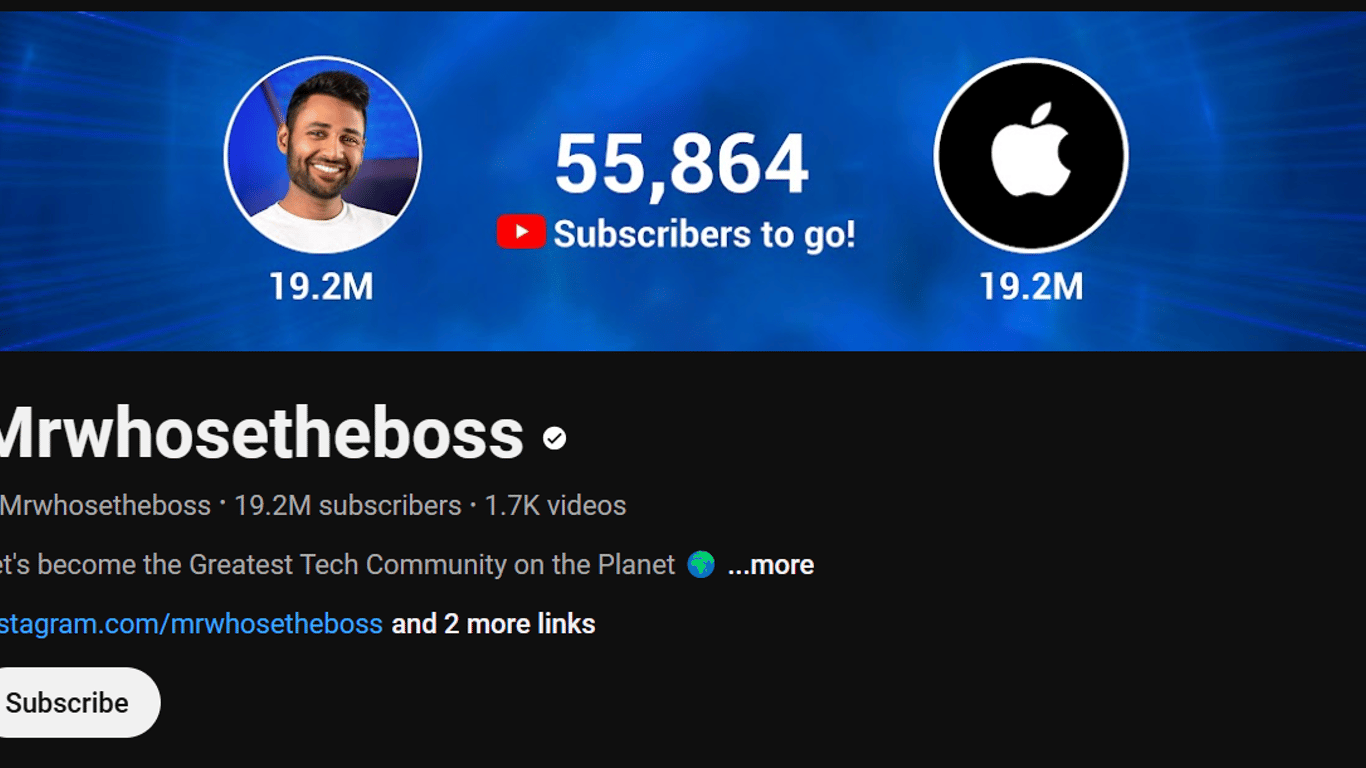 55,864
Subscribers to go!
19.2M
19.2M
Mrwhosetheboss
Mrwhosetheboss · 19.2M subscribers · 1.7K videos
et's become the Greatest Tech Community on the Planet 🌍 ...more
stagram.com/mrwhosetheboss and 2 more links
Subscribe